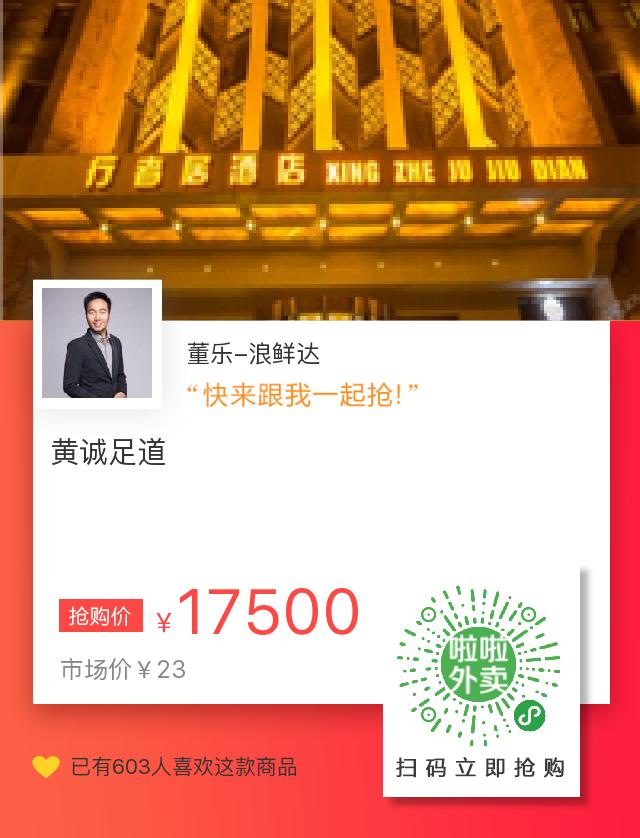 行者居酒店 XING ZHE JU JIU DIAN
董乐–浪鲜达
“快来跟我一起抢!”
黄诚足道
抢购价 ¥17500
市场价¥23
啦啦
外卖
扫码立即抢购
已有603人喜欢这款商品